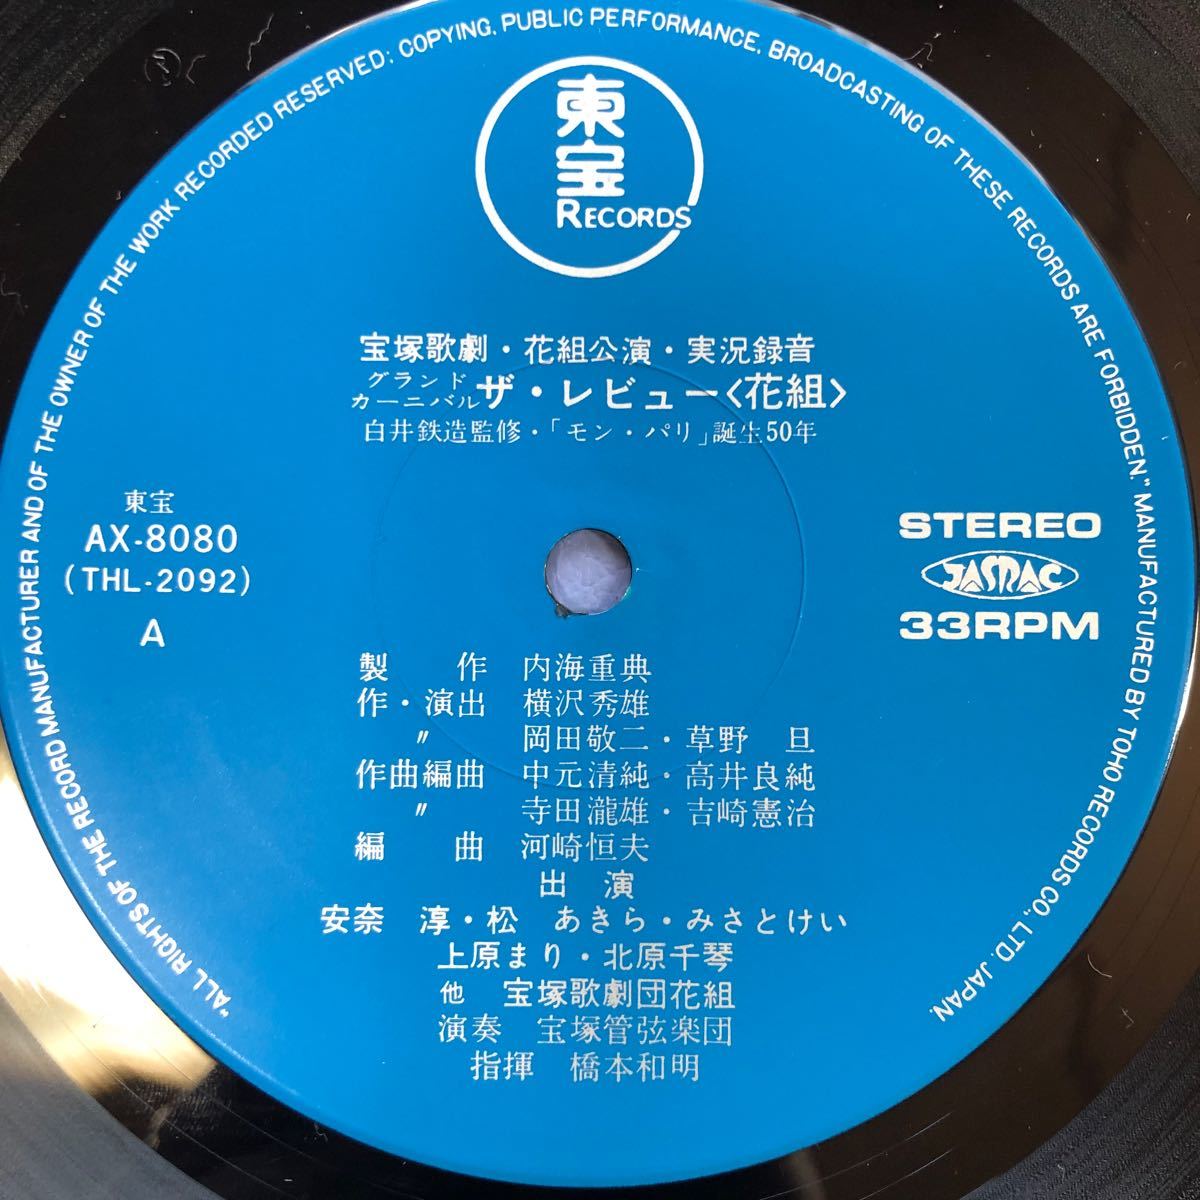 "ALL RIGHTS OF THE RECORD MANUFACTURER AND OF THE OWNER OF THE WORK RECORDED RESERVED: COPYING, PUBLIC PERFORMANCE, BROADCASTING OF THESE RECORDS ARE FORBIDDEN." MANUFACTURED BY TOHO RECORDS CO., LTD. JAPAN.
東宝
RECORDS
宝塚歌劇・花組公演・実況録音
グランド
カーニバル ザ・レビュー〈花組〉
白井鉄造監修・「モン・パリ」誕生50年
東宝
AX-8080
(THL-2092)
A
STEREO
JASRAC
33RPM
製作 内海重典
作・演出 横沢秀雄
〃 岡田敬二・草野 旦
作曲編曲 中元清純・高井良純
〃 寺田瀧雄・吉崎憲治
編曲 河崎恒夫
出演
安奈 淳・松 あきら・みさとけい
上原まり・北原千琴
他 宝塚歌劇団花組
演奏 宝塚管弦楽団
指揮 橋本和明